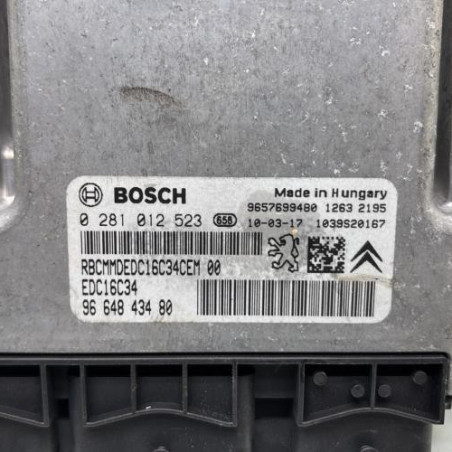 BOSCH
Made in Hungary
9657699480 1263 2195
0 281 012 523 658
10-03-17 1039S20167
RBCMMDEDC16C34CEM 00
EDC16C34
96 648 434 80